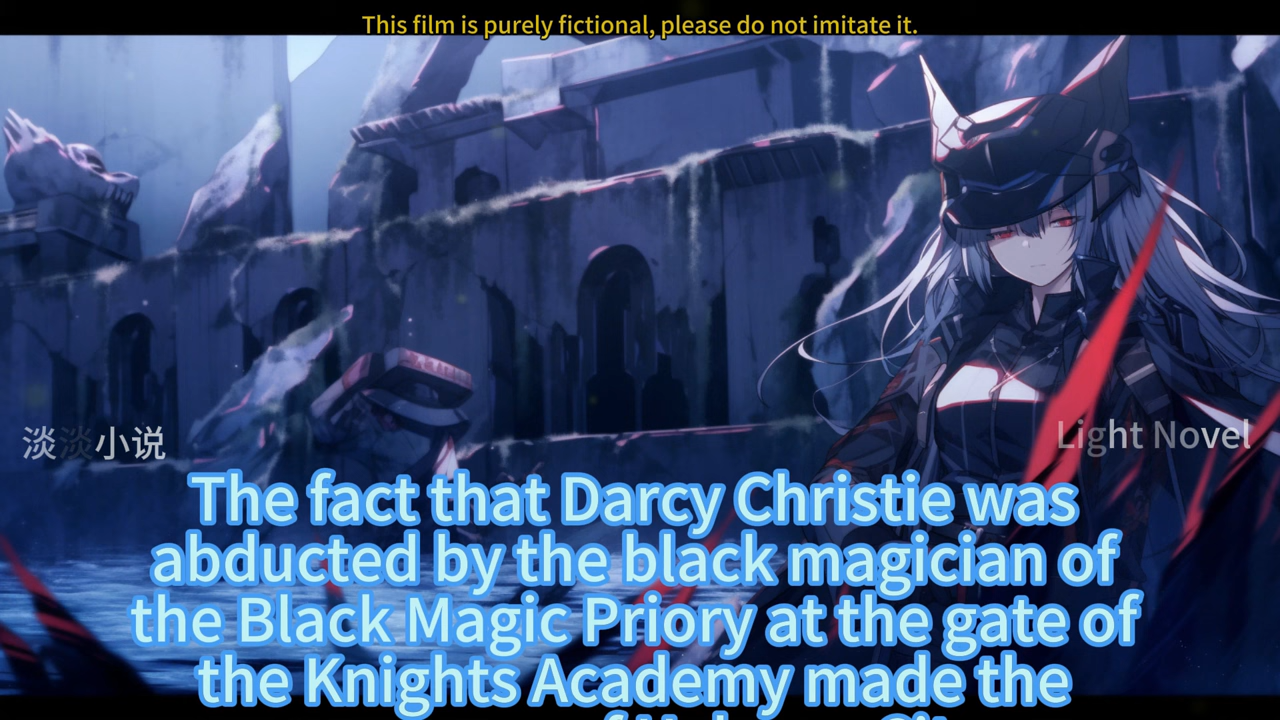 This film is purely fictional, please do not imitate it.
淡淡小说
Light Novel
The fact that Darcy Christie was
abducted by the black magician of
the Black Magic Priory at the gate of
the Knights Academy made the